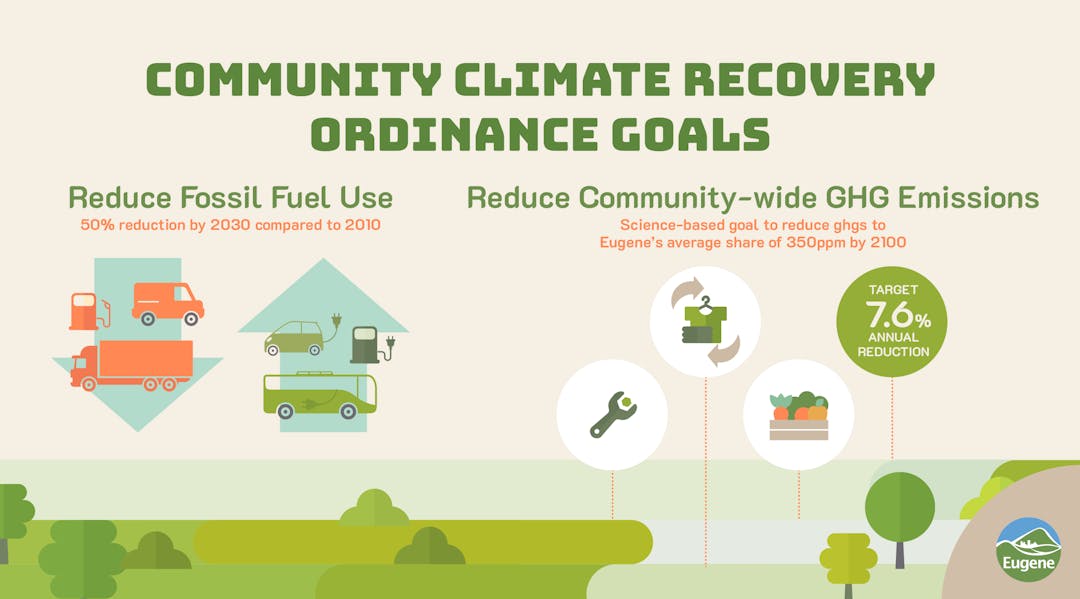 COMMUNITY CLIMATE RECOVERY
ORDINANCE GOALS
Reduce Fossil Fuel Use
50% reduction by 2030 compared to 2010
Reduce Community-wide GHG Emissions
Science-based goal to reduce ghgs to
Eugene's average share of 350ppm by 2100
TARGET
7.6%
ANNUAL
REDUCTION
Eugene